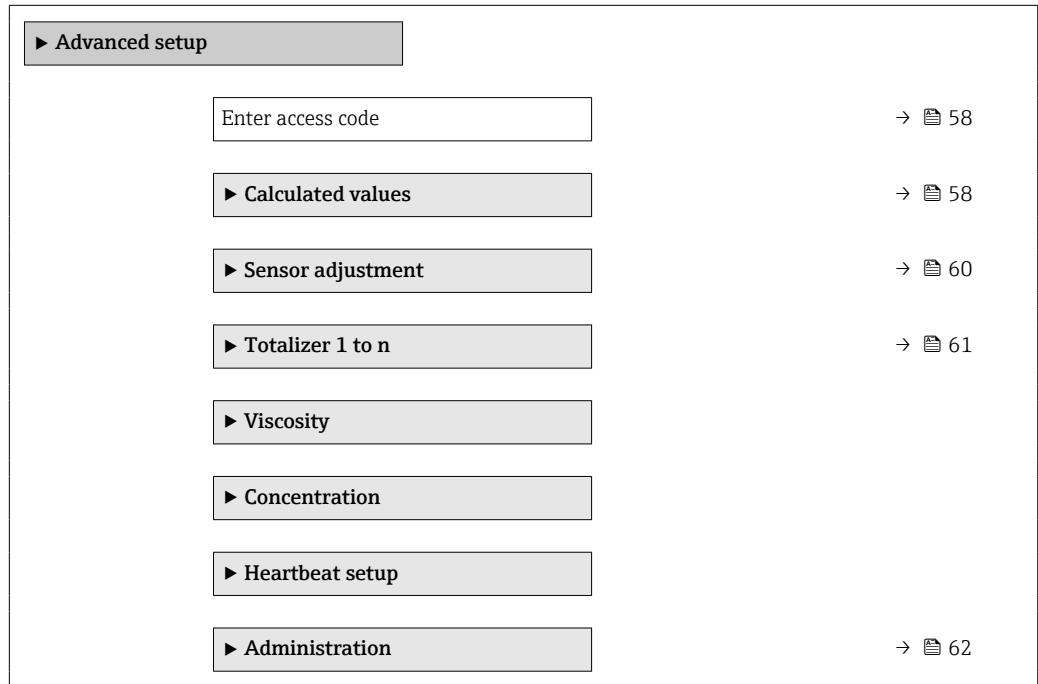 ▶ Advanced setup
Enter access code → 58
▶ Calculated values → 58
▶ Sensor adjustment → 60
▶ Totalizer 1 to n → 61
▶ Viscosity
▶ Concentration
▶ Heartbeat setup
▶ Administration → 62